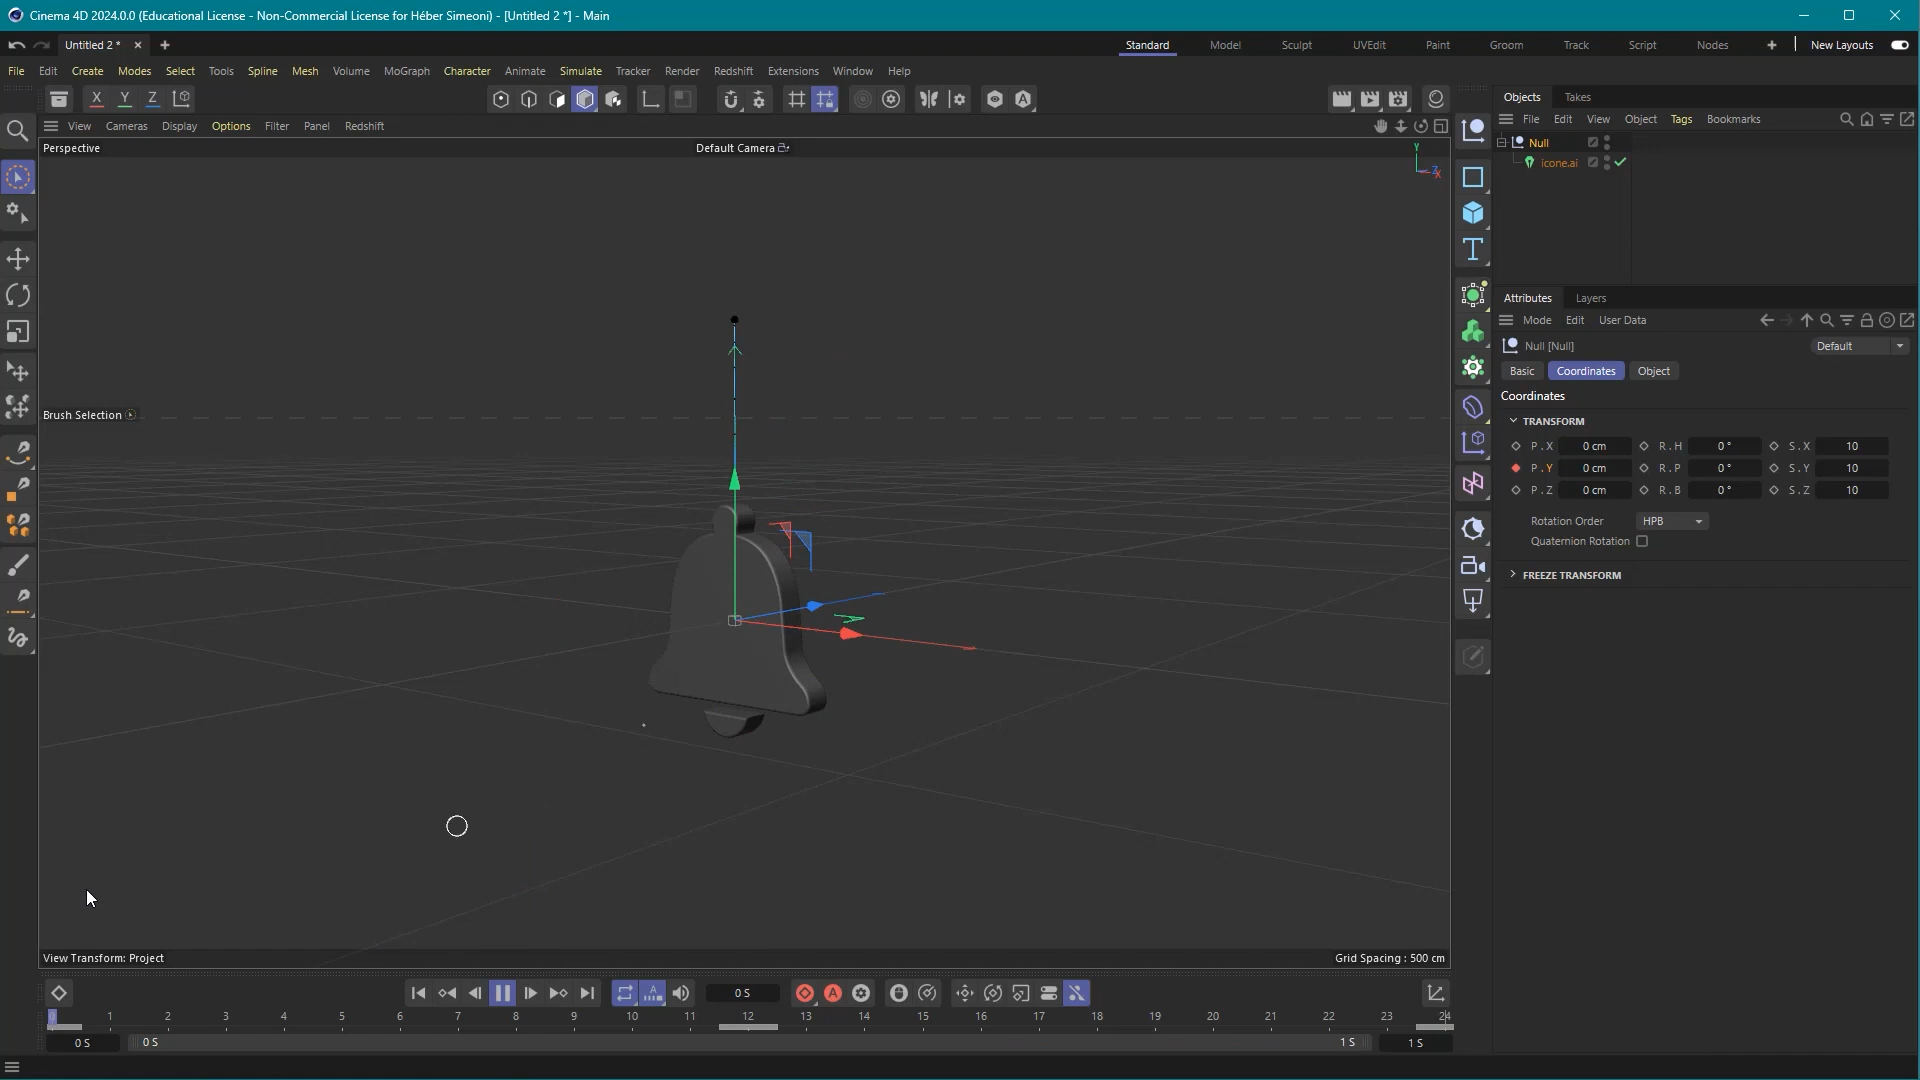 Cinema 4D 2024.0.0 (Educational License - Non-Commercial License for Héber Simeoni) - [Untitled 2 *] - Main
Untitled 2 *
Standard Model Sculpt UVEdit Paint Groom Track Script Nodes New Layouts
File Edit Create Modes Select Tools Spline Mesh Volume MoGraph Character Animate Simulate Tracker Render Redshift Extensions Window Help
X Y Z
Objects Takes
File Edit View Object Tags Bookmarks
View Cameras Display Options Filter Panel Redshift
Perspective
Default Camera
Y
Z
X
Null
icone.ai
Attributes Layers
Mode Edit User Data
Null [Null]
Default
Basic Coordinates Object
Coordinates
Brush Selection
TRANSFORM
P . X 0 cm R . H 0 ° S . X 10
P . Y 0 cm R . P 0 ° S . Y 10
P . Z 0 cm R . B 0 ° S . Z 10
Rotation Order HPB
Quaternion Rotation
FREEZE TRANSFORM
View Transform: Project
Grid Spacing : 500 cm
0 S
0 1 2 3 4 5 6 7 8 9 10 11 12 13 14 15 16 17 18 19 20 21 22 23 24
0 S 0 S 1 S 1 S